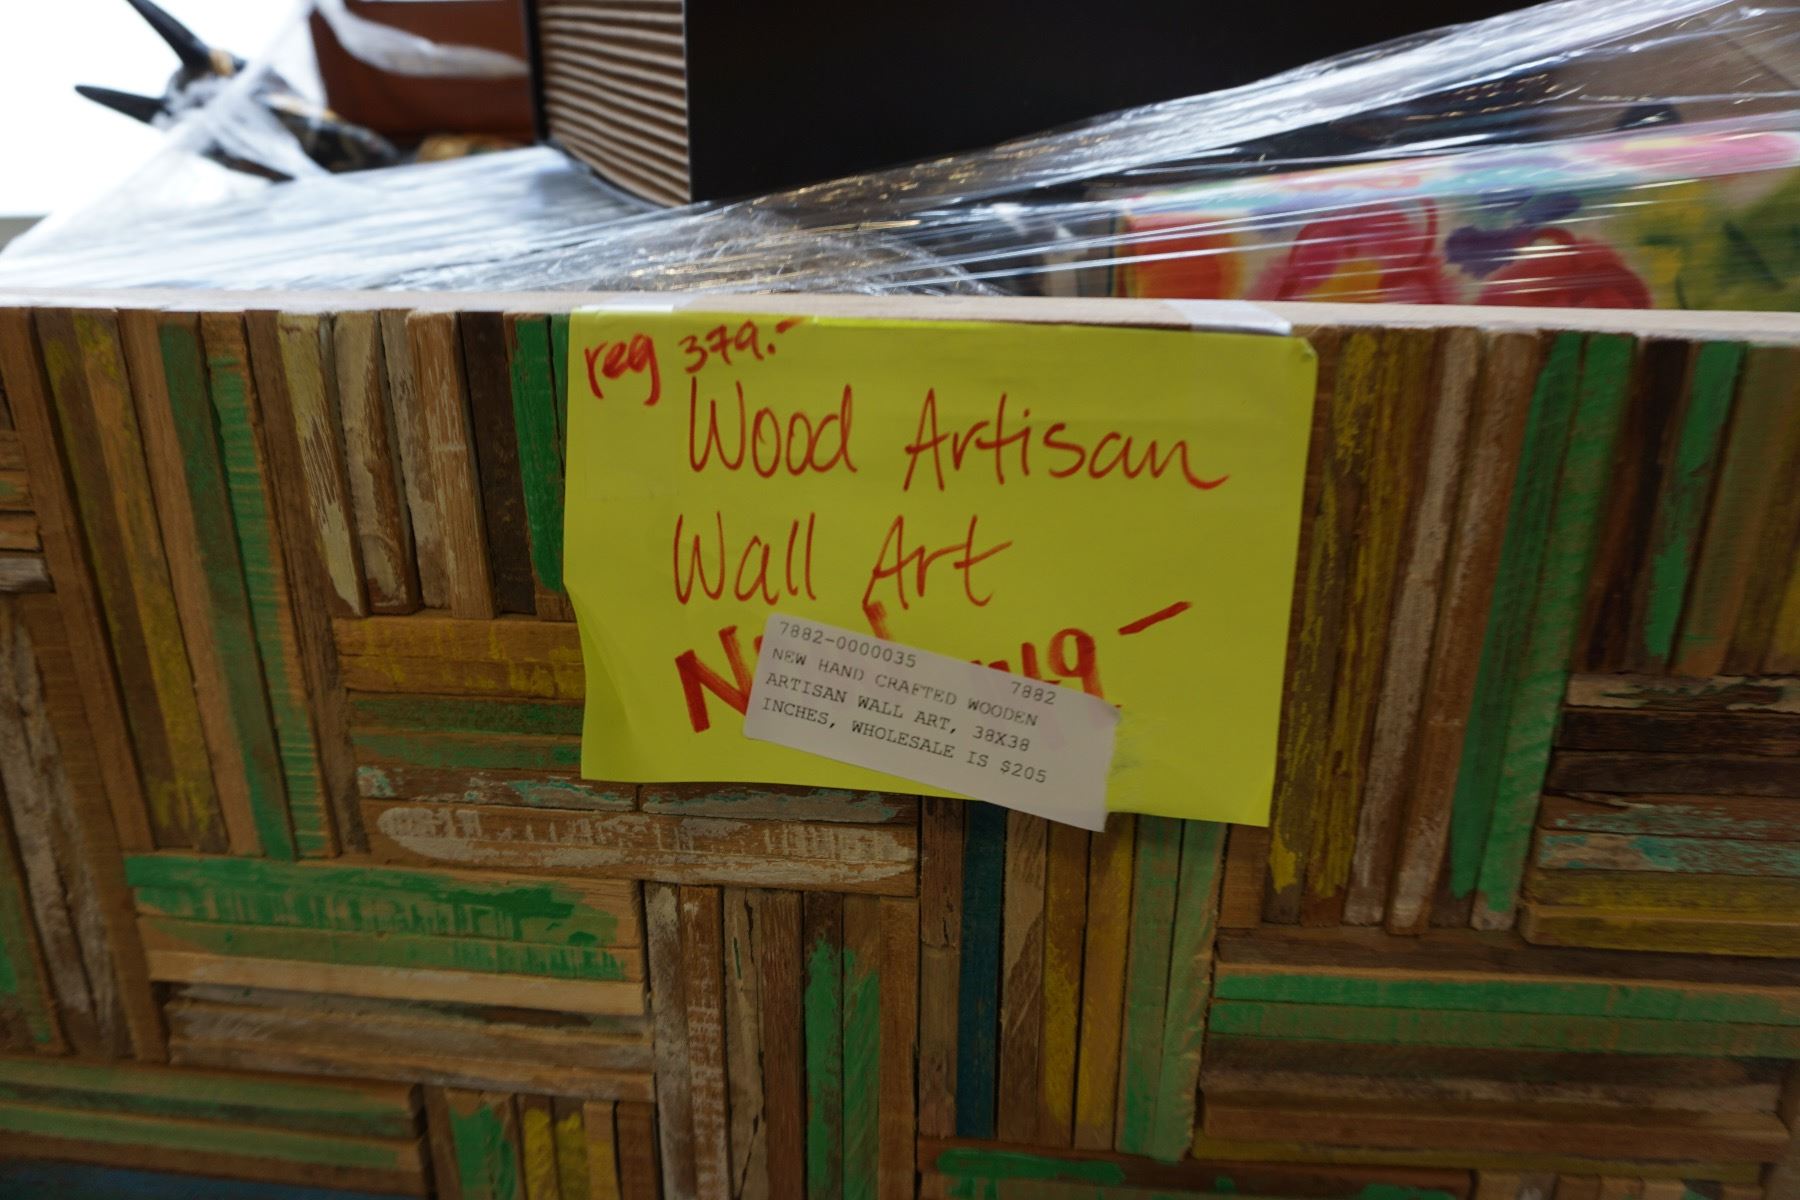 reg 379.-
Wood Artisan
Wall Art
7882-0000035 7882
NEW HAND CRAFTED WOODEN
ARTISAN WALL ART, 38X38
INCHES, WHOLESALE IS $205